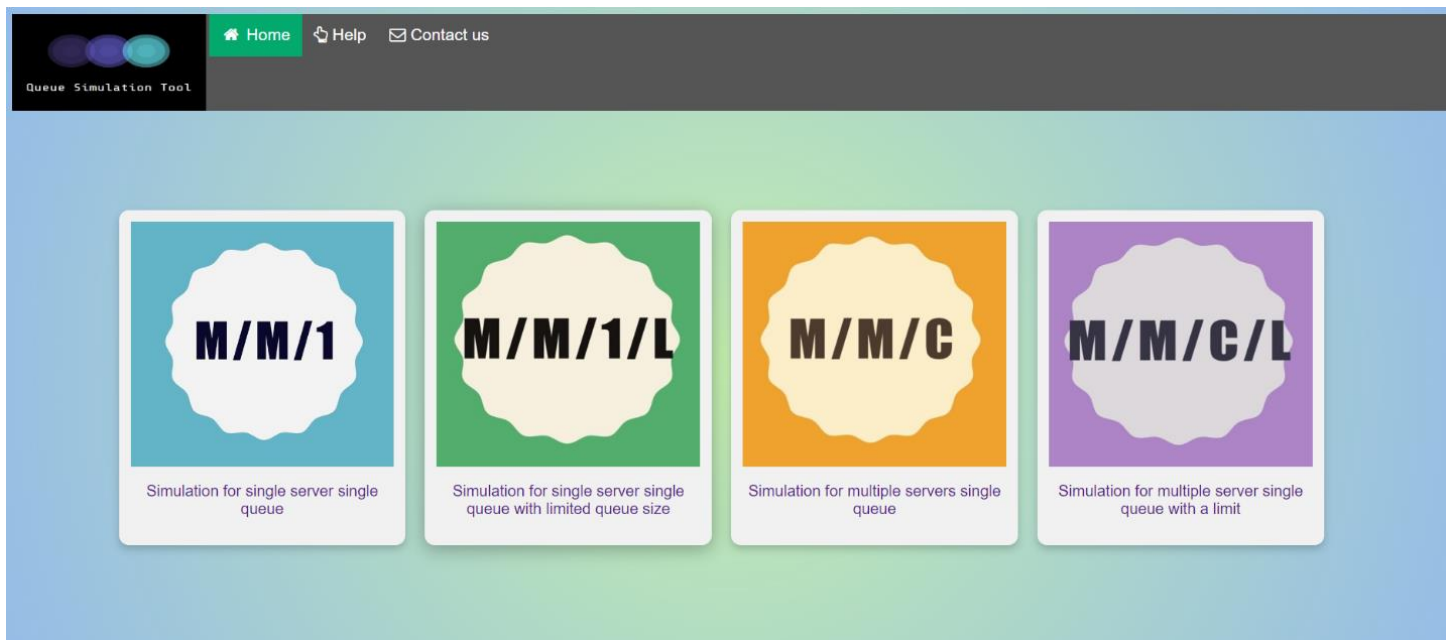 Home Help Contact us
Queue Simulation Tool
M/M/1
M/M/1/L
M/M/C
M/M/C/L
Simulation for single server single
queue
Simulation for single server single
queue with limited queue size
Simulation for multiple servers single
queue
Simulation for multiple server single
queue with a limit